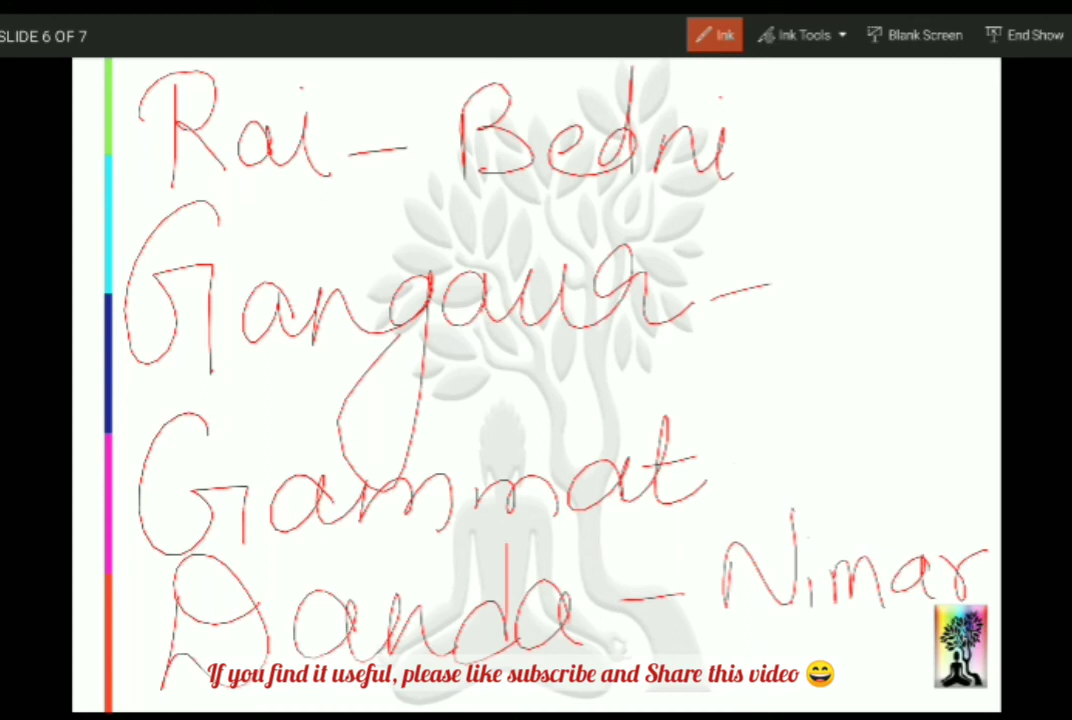 SLIDE 6 OF 7
Ink Ink Tools Blank Screen End Show
Rai - Bedni
Gangaur -
Gammat
Danda - Nimar
If you find it useful, please like subscribe and Share this video 😄